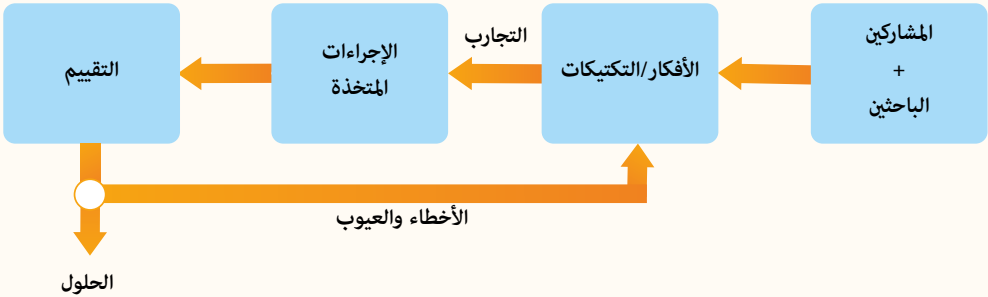 المشاركين
+
الباحثين
الأفكار/التكتيكات
التجارب
الإجراءات
المتخذة
التقييم
الأخطاء والعيوب
الحلول